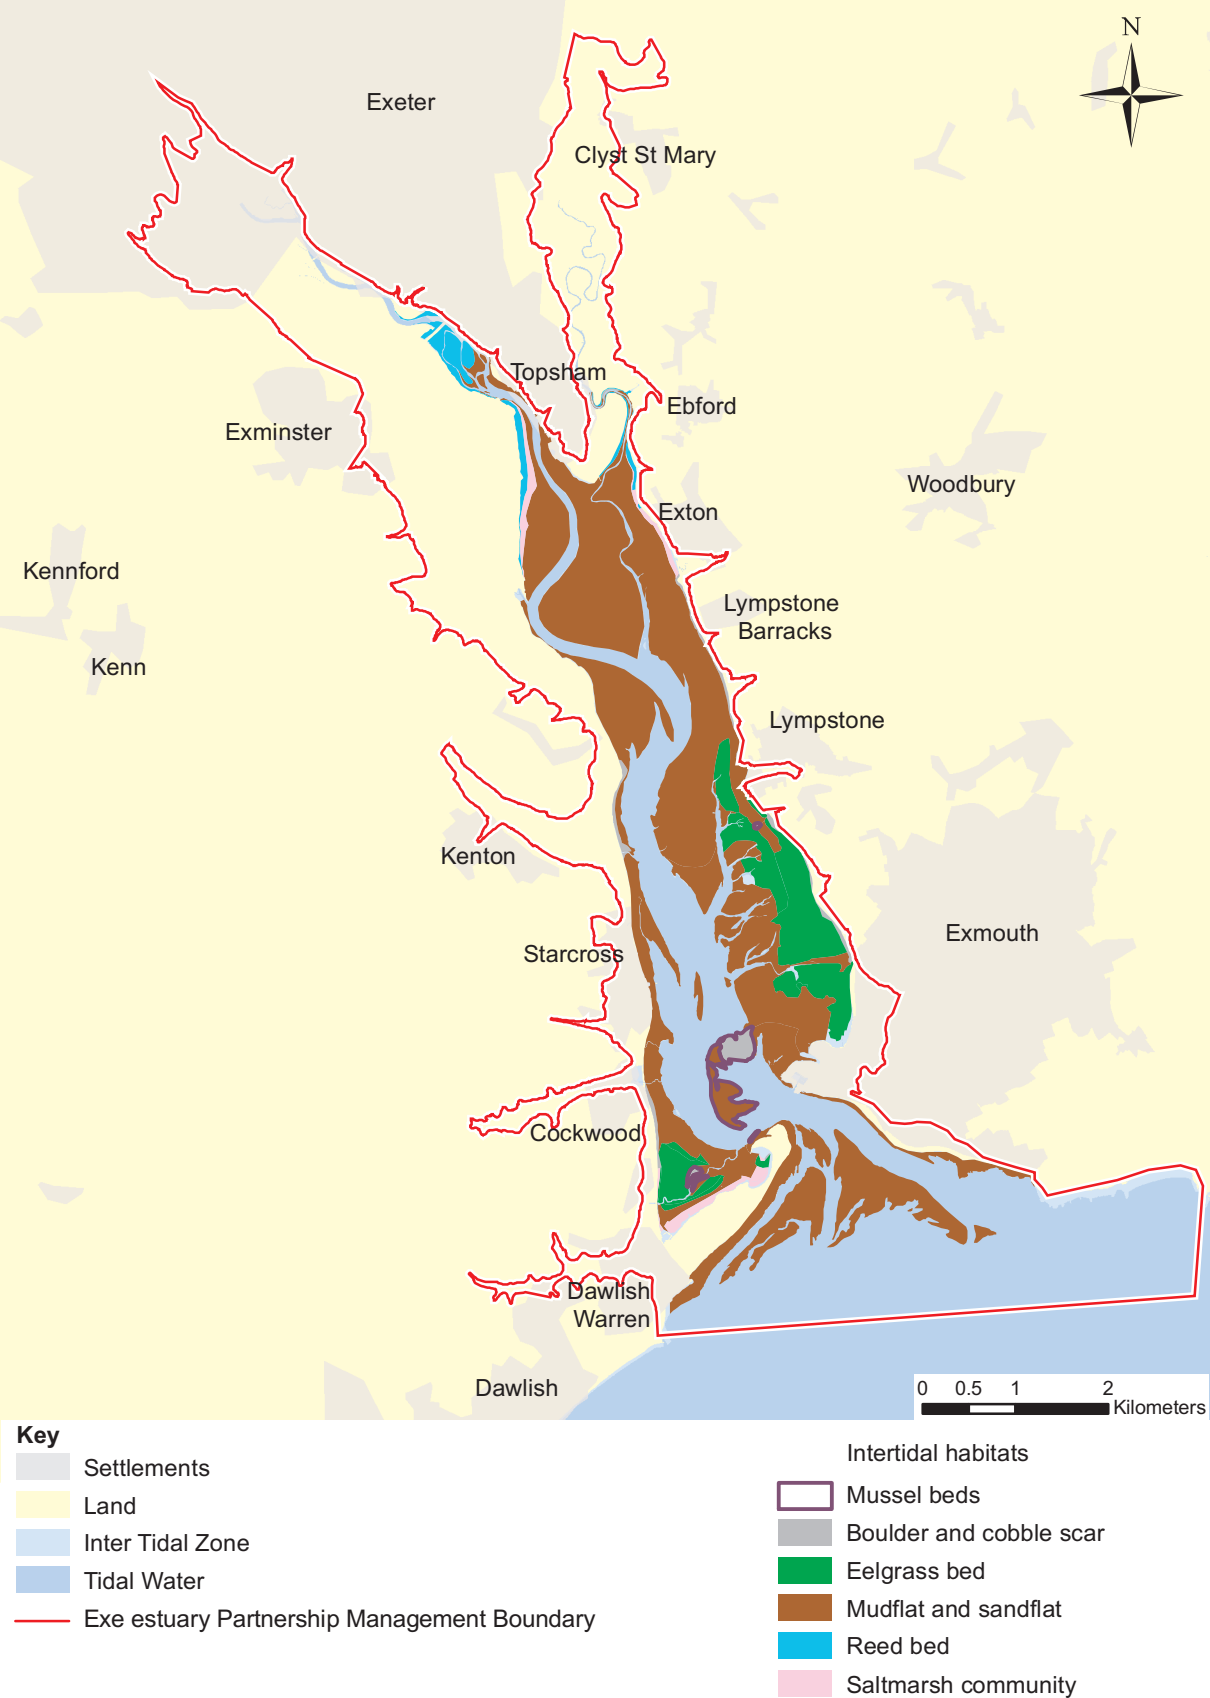 N
Exeter
Clyst St Mary
Topsham
Ebford
Exminster
Woodbury
Exton
Kennford
Lympstone
Barracks
Kenn
Lympstone
Kenton
Exmouth
Starcross
Cockwood
Dawlish
Warren
Dawlish
0 0.5 1 2
Kilometers
Key
Settlements
Land
Inter Tidal Zone
Tidal Water
Exe estuary Partnership Management Boundary
Intertidal habitats
Mussel beds
Boulder and cobble scar
Eelgrass bed
Mudflat and sandflat
Reed bed
Saltmarsh community